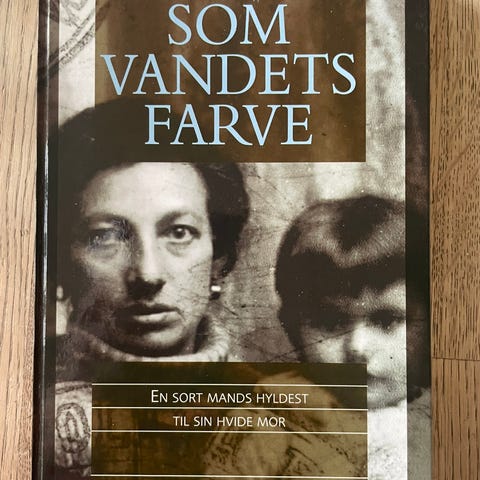 SOM
VANDETS
FARVE
EN SORT MANDS HYLDEST
TIL SIN HVIDE MOR